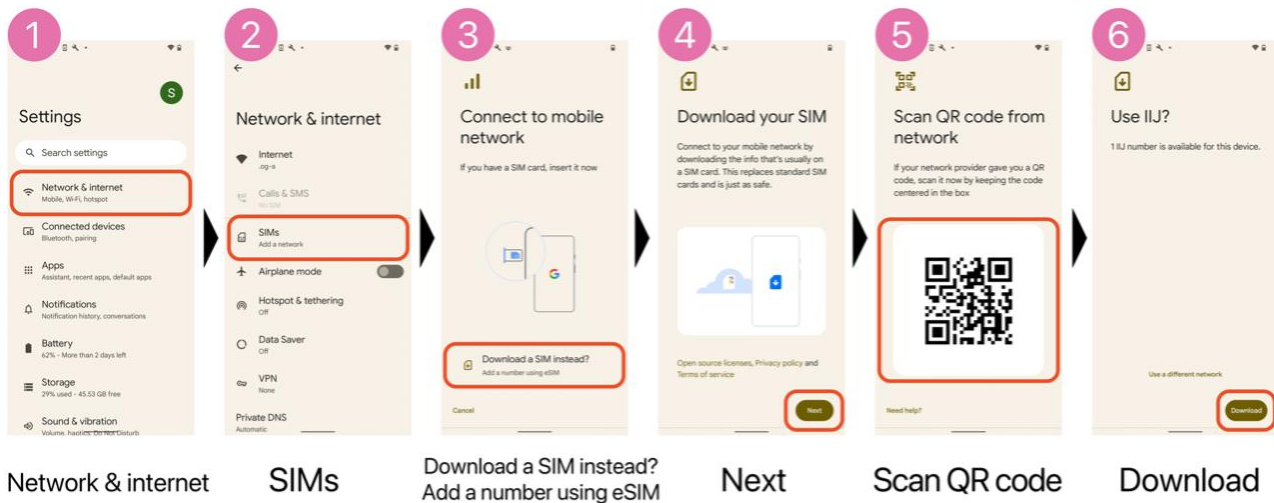 1
Settings
S
Search settings
Network & internet
Mobile, Wi-Fi, hotspot
Connected devices
Bluetooth, pairing
Apps
Assistant, recent apps, default apps
Notifications
Notification history, conversations
Battery
62% - More than 2 days left
Storage
29% used - 45.53 GB free
Sound & vibration
Volume, haptics, Do Not Disturb
Network & internet
2
Network & internet
Internet
.og-a
Calls & SMS
No SIM
SIMs
Add a network
Airplane mode
Hotspot & tethering
Off
Data Saver
Off
VPN
None
Private DNS
Automatic
SIMs
3
Connect to mobile
network
If you have a SIM card, insert it now
G
Download a SIM instead?
Add a number using eSIM
Cancel
Download a SIM instead?
Add a number using eSIM
4
Download your SIM
Connect to your mobile network by
downloading the info that's usually on
a SIM card. This replaces standard SIM
cards and is just as safe.
Open source licenses, Privacy policy and
Terms of service
Next
Next
5
Scan QR code from
network
If your network provider gave you a QR
code, scan it now by keeping the code
centered in the box
Need help?
Scan QR code
6
Use IIJ?
1 IIJ number is available for this device.
Use a different network
Download
Download